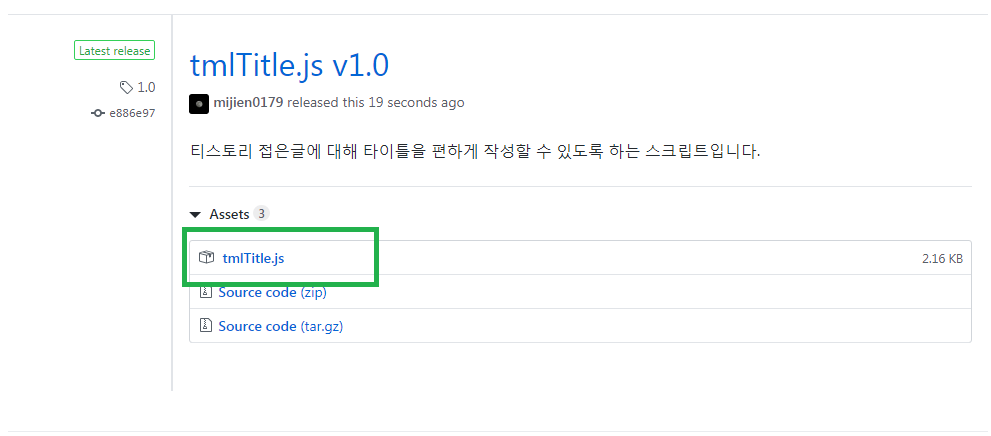 Latest release
1.0
e886e97
tmlTitle.js v1.0
mijien0179 released this 19 seconds ago
티스토리 접은글에 대해 타이틀을 편하게 작성할 수 있도록 하는 스크립트입니다.
Assets 3
tmlTitle.js 2.16 KB
Source code (zip)
Source code (tar.gz)